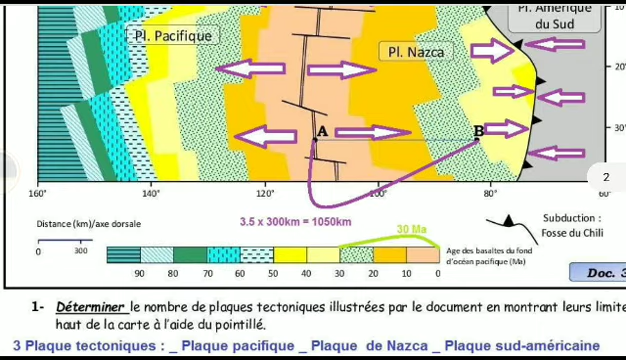 Pl. Amérique
du Sud
10
Pl. Pacifique
Pl. Nazca
20°
A
B
30°
2
160° 140° 120° 100° 80° 60°
Distance (km)/axe dorsale
0 300
3.5 x 300km = 1050km
30 Ma
Subduction :
Fosse du Chili
Age des basaltes du fond
d'océan pacifique (Ma)
90 80 70 60 50 40 30 20 10 0
Doc. 3
1- Déterminer le nombre de plaques tectoniques illustrées par le document en montrant leurs limite
haut de la carte à l'aide du pointillé.
3 Plaque tectoniques : _ Plaque pacifique _ Plaque de Nazca _ Plaque sud-américaine